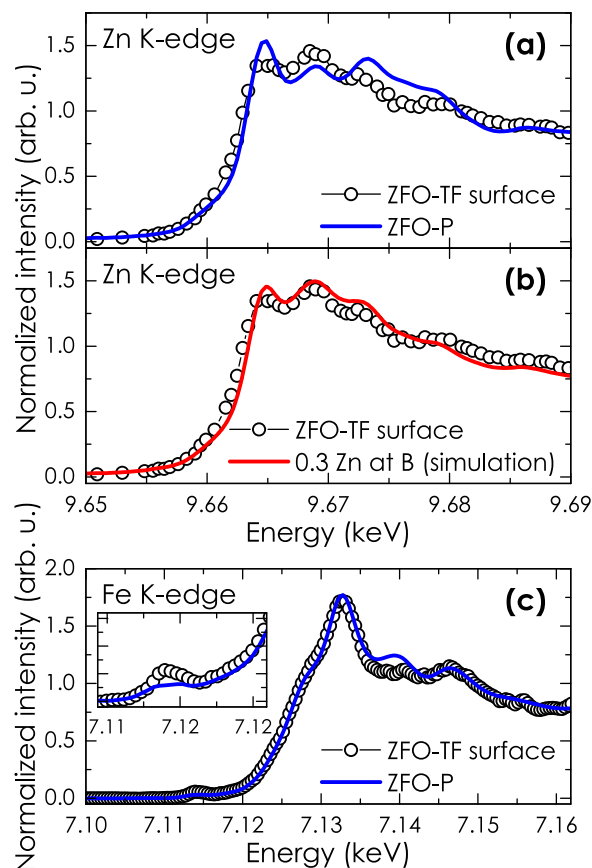 Zn K-edge
(a)
1.5
1.0
0.5
0.0
ZFO-TF surface
ZFO-P
Zn K-edge
(b)
1.5
1.0
0.5
0.0
ZFO-TF surface
0.3 Zn at B (simulation)
Normalized intensity (arb. u.)
9.65 9.66 9.67 9.68 9.69
Energy (keV)
Fe K-edge
(c)
2.0
1.5
1.0
0.5
0.0
7.11 7.12 7.12
ZFO-TF surface
ZFO-P
Normalized intensity (arb. u.)
7.10 7.11 7.12 7.13 7.14 7.15 7.16
Energy (keV)